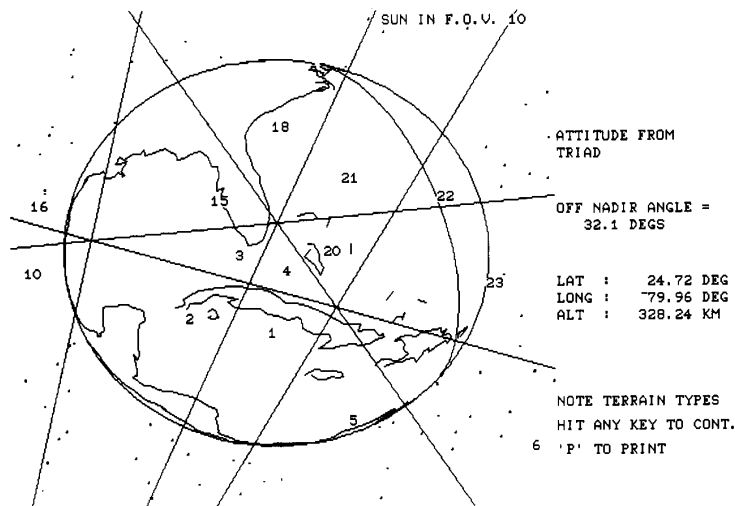 SUN IN F.O.V. 10
18
ATTITUDE FROM
TRIAD
21
22
15
16
OFF NADIR ANGLE =
32.1 DEGS
3
20
4
10
23
LAT : 24.72 DEG
LONG : -79.96 DEG
ALT : 328.24 KM
2
1
NOTE TERRAIN TYPES
5
HIT ANY KEY TO CONT.
6
'P' TO PRINT